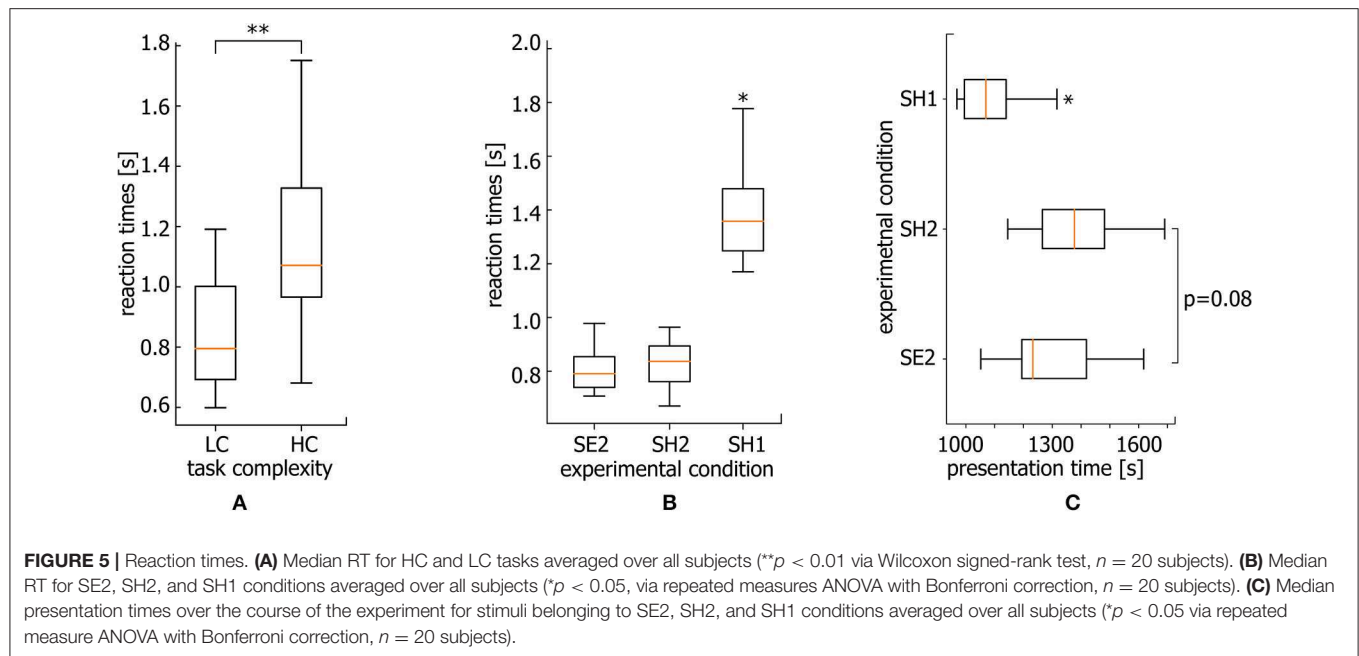 **
1.8
1.6
1.4
1.2
1.0
0.8
0.6
reaction times [s]
LC HC
task complexity
A
2.0
1.8
1.6
1.4
1.2
1.0
0.8
reaction times [s]
*
SE2 SH2 SH1
experimental condition
B
SH1
SH2
SE2
experimetnal condition
*
p=0.08
1000 1300 1600
presentation time [s]
C
FIGURE 5 | Reaction times. (A) Median RT for HC and LC tasks averaged over all subjects (**p < 0.01 via Wilcoxon signed-rank test, n = 20 subjects). (B) Median
RT for SE2, SH2, and SH1 conditions averaged over all subjects (*p < 0.05, via repeated measures ANOVA with Bonferroni correction, n = 20 subjects). (C) Median
presentation times over the course of the experiment for stimuli belonging to SE2, SH2, and SH1 conditions averaged over all subjects (*p < 0.05 via repeated
measure ANOVA with Bonferroni correction, n = 20 subjects).